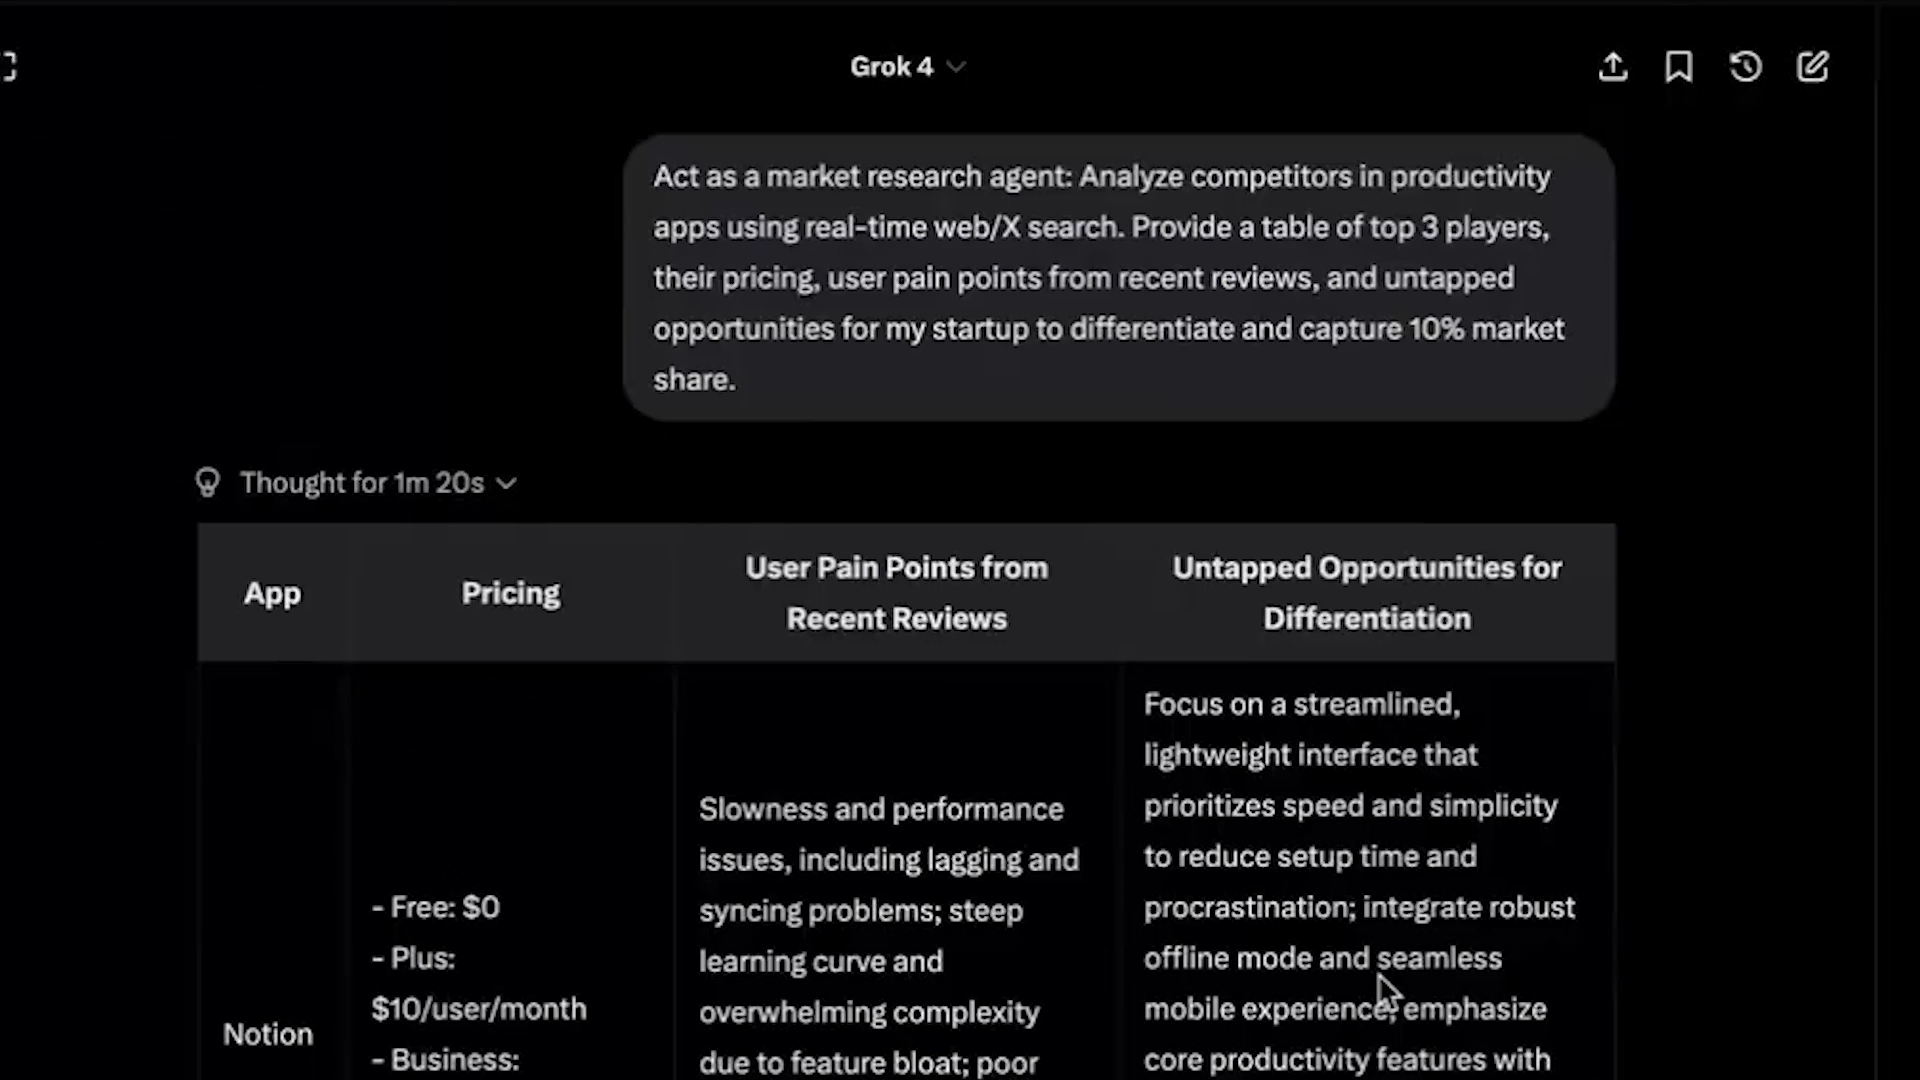 Grok 4
Act as a market research agent: Analyze competitors in productivity
apps using real-time web/X search. Provide a table of top 3 players,
their pricing, user pain points from recent reviews, and untapped
opportunities for my startup to differentiate and capture 10% market
share.
Thought for 1m 20s
App
Pricing
User Pain Points from
Recent Reviews
Untapped Opportunities for
Differentiation
Notion
- Free: $0
- Plus:
$10/user/month
- Business:
Slowness and performance
issues, including lagging and
syncing problems; steep
learning curve and
overwhelming complexity
due to feature bloat; poor
Focus on a streamlined,
lightweight interface that
prioritizes speed and simplicity
to reduce setup time and
procrastination; integrate robust
offline mode and seamless
mobile experience; emphasize
core productivity features with